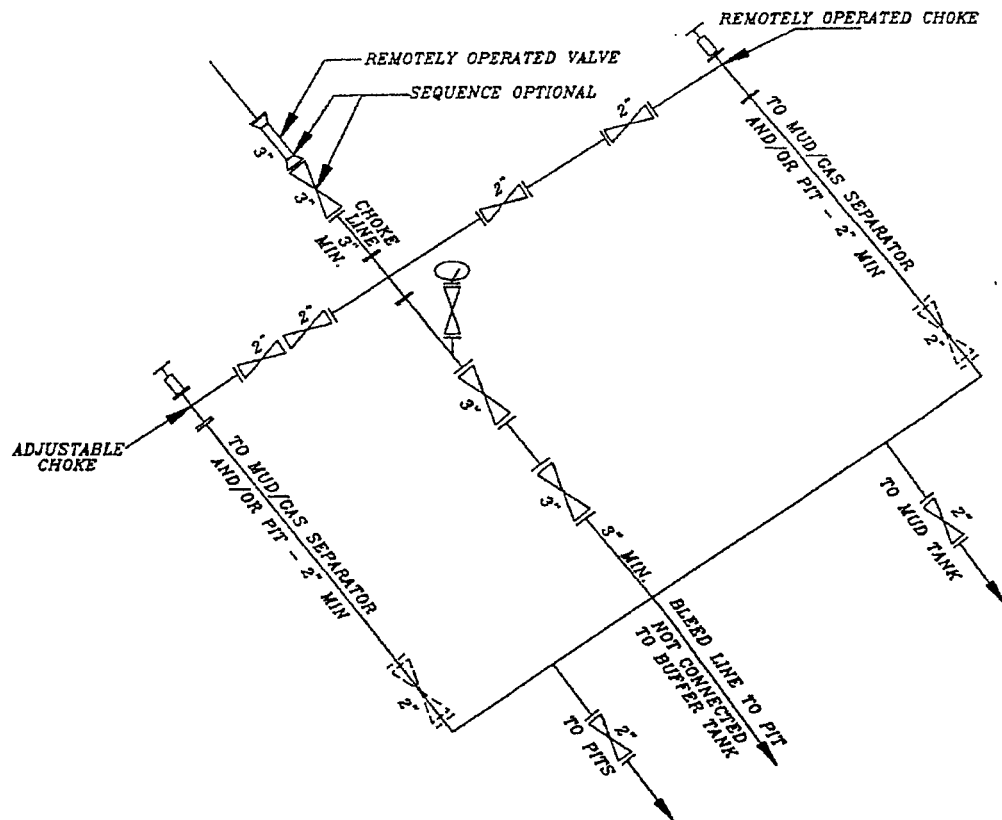 REMOTELY OPERATED CHOKE
REMOTELY OPERATED VALVE
SEQUENCE OPTIONAL
3"
3"
CHOKE
LINE
3"
MIN.
2"
2"
TO MUD/GAS SEPARATOR
AND/OR PIT - 2" MIN
2"
2"
2"
ADJUSTABLE
CHOKE
TO MUD/GAS SEPARATOR
AND/OR PIT - 2" MIN
2"
3"
3"
3" MIN.
BLEED LINE TO PIT
NOT CONNECTED
TO BUFFER TANK
2"
TO MUD TANK
2"
TO PITS